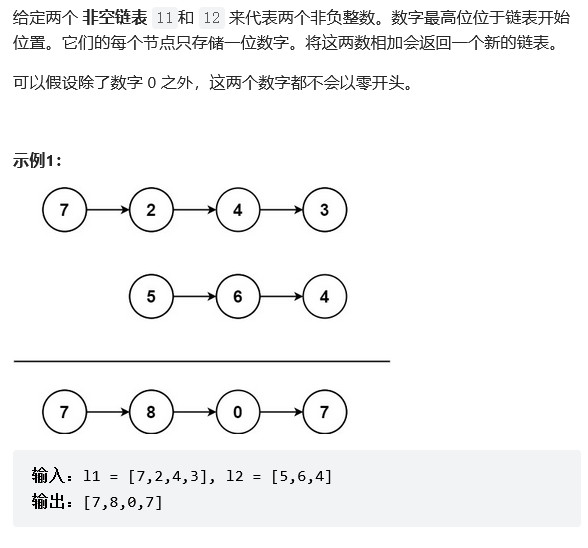 给定两个 非空链表 l1和 l2 来代表两个非负整数。数字最高位位于链表开始
位置。它们的每个节点只存储一位数字。将这两数相加会返回一个新的链表。
可以假设除了数字 0 之外，这两个数字都不会以零开头。
示例1：
7 2 4 3
5 6 4
7 8 0 7
输入：l1 = [7,2,4,3], l2 = [5,6,4]
输出：[7,8,0,7]